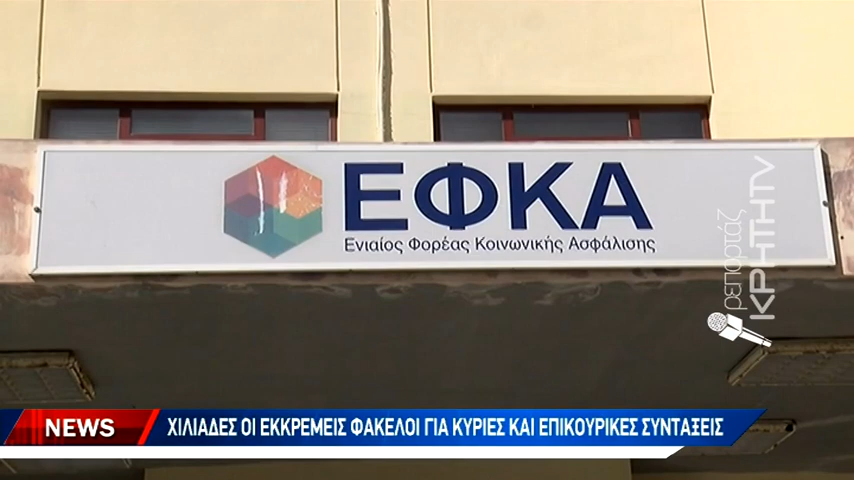 ΕΦΚΑ
Ενιαίος Φορέας Κοινωνικής Ασφάλισης
ρεπορτάζ
ΚΡΗΤΗTV
NEWS
ΧΙΛΙΑΔΕΣ ΟΙ ΕΚΚΡΕΜΕΙΣ ΦΑΚΕΛΟΙ ΓΙΑ ΚΥΡΙΕΣ ΚΑΙ ΕΠΙΚΟΥΡΙΚΕΣ ΣΥΝΤΑΞΕΙΣ